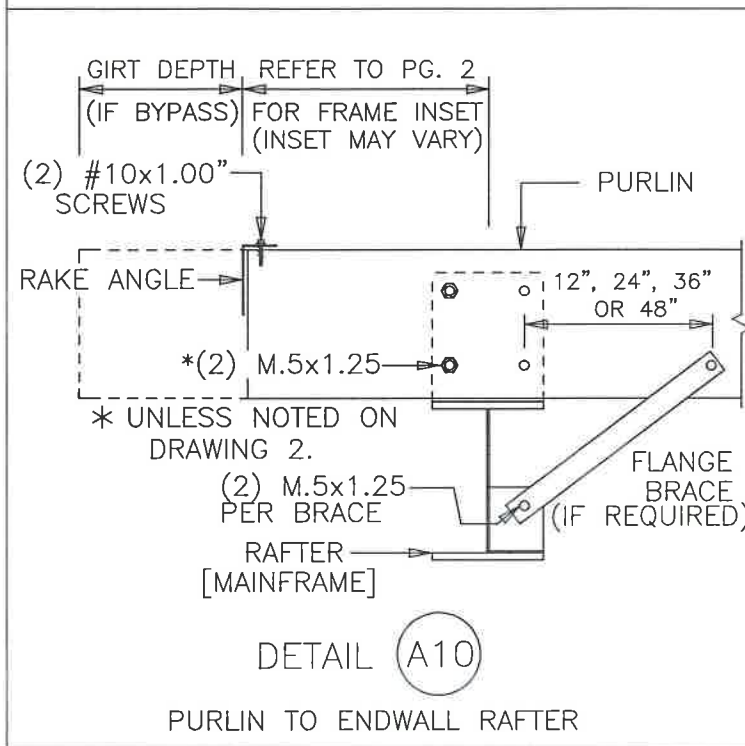 GIRT DEPTH
(IF BYPASS)
REFER TO PG. 2
FOR FRAME INSET
(INSET MAY VARY)
(2) #10x1.00"
SCREWS
PURLIN
RAKE ANGLE
12", 24", 36"
OR 48"
*(2) M.5x1.25
* UNLESS NOTED ON
DRAWING 2.
(2) M.5x1.25
PER BRACE
FLANGE
BRACE
(IF REQUIRED)
RAFTER
[MAINFRAME]
DETAIL A10
PURLIN TO ENDWALL RAFTER